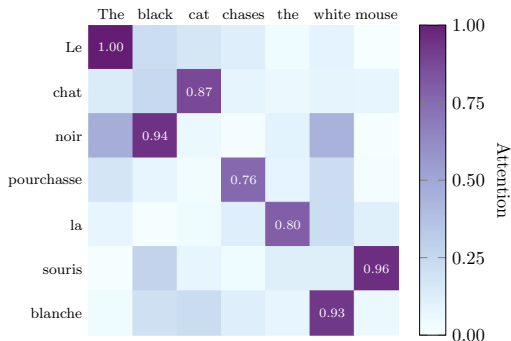 The black cat chases the white mouse
Le 1.00
chat 0.87
noir 0.94
pourchasse 0.76
la 0.80
souris 0.96
blanche 0.93
1.00
0.75
0.50
0.25
0.00
Attention